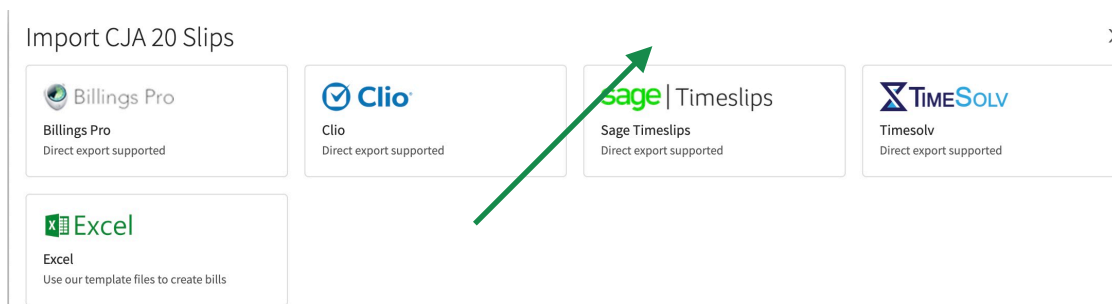 Import CJA 20 Slips
Billings Pro
Billings Pro
Direct export supported
Clio
Clio
Direct export supported
sage | Timeslips
Sage Timeslips
Direct export supported
TIMESOLV
Timesolv
Direct export supported
Excel
Excel
Use our template files to create bills